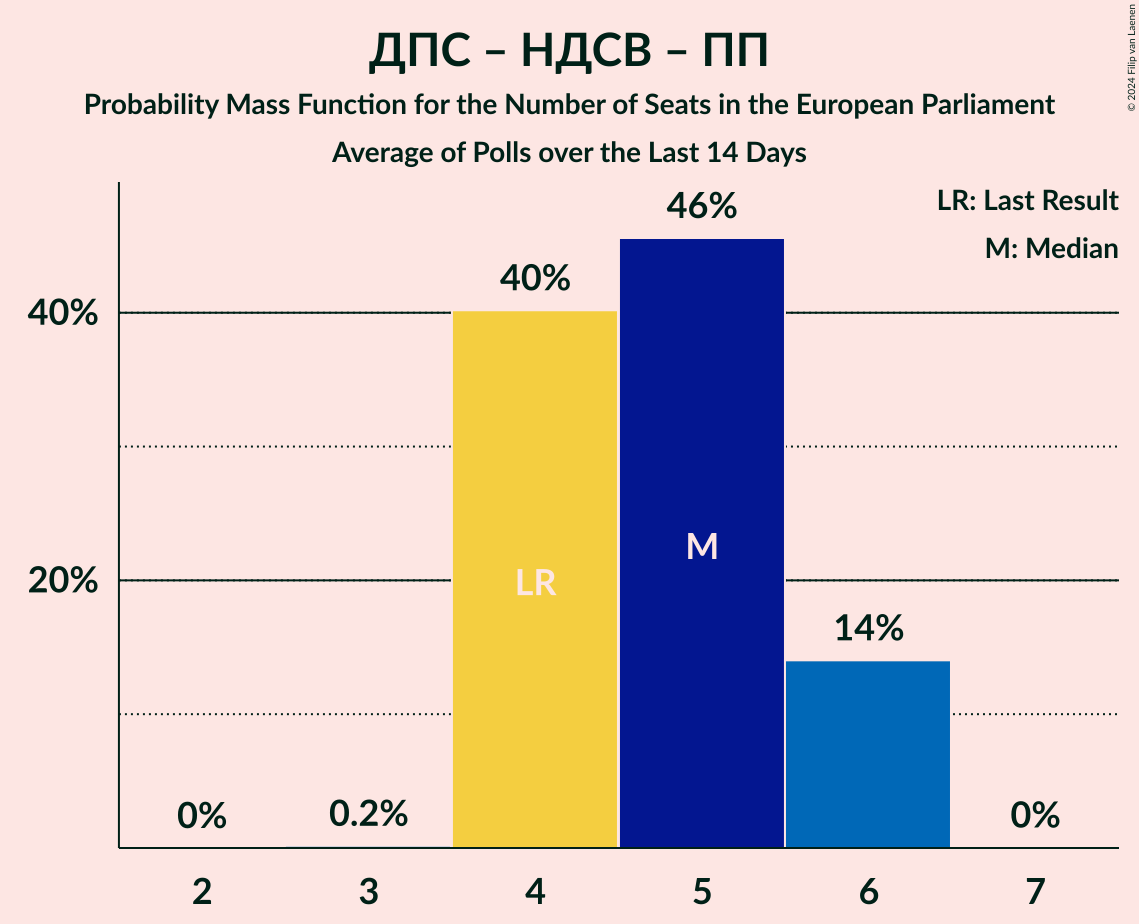 ДПС – НДСВ – ПП
Probability Mass Function for the Number of Seats in the European Parliament
Average of Polls over the Last 14 Days
© 2024 Filip van Laenen
LR: Last Result
M: Median
46%
40%
40%
M
20%
LR
14%
0%
0.2%
0%
2 3 4 5 6 7